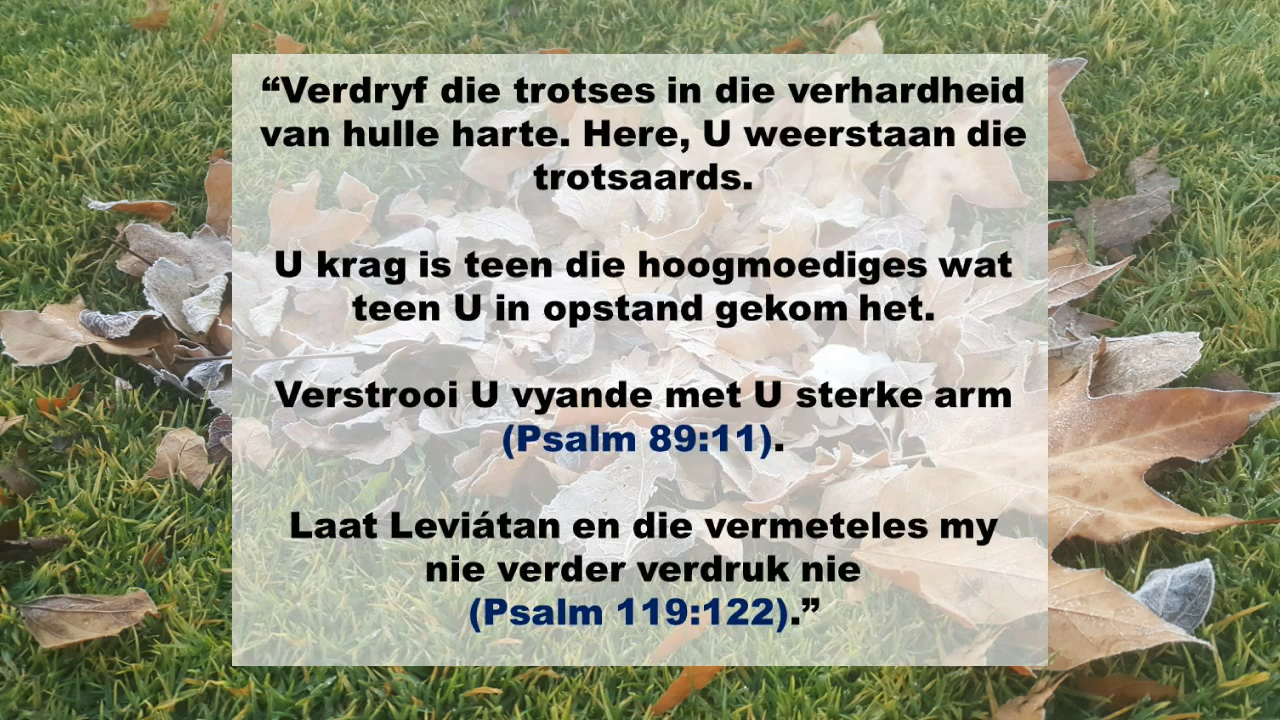 “Verdryf die trotses in die verhardheid
van hulle harte. Here, U weerstaan die
trotsaards.
U krag is teen die hoogmoediges wat
teen U in opstand gekom het.
Verstrooi U vyande met U sterke arm
(Psalm 89:11).
Laat Leviátan en die vermeteles my
nie verder verdruk nie
(Psalm 119:122).”